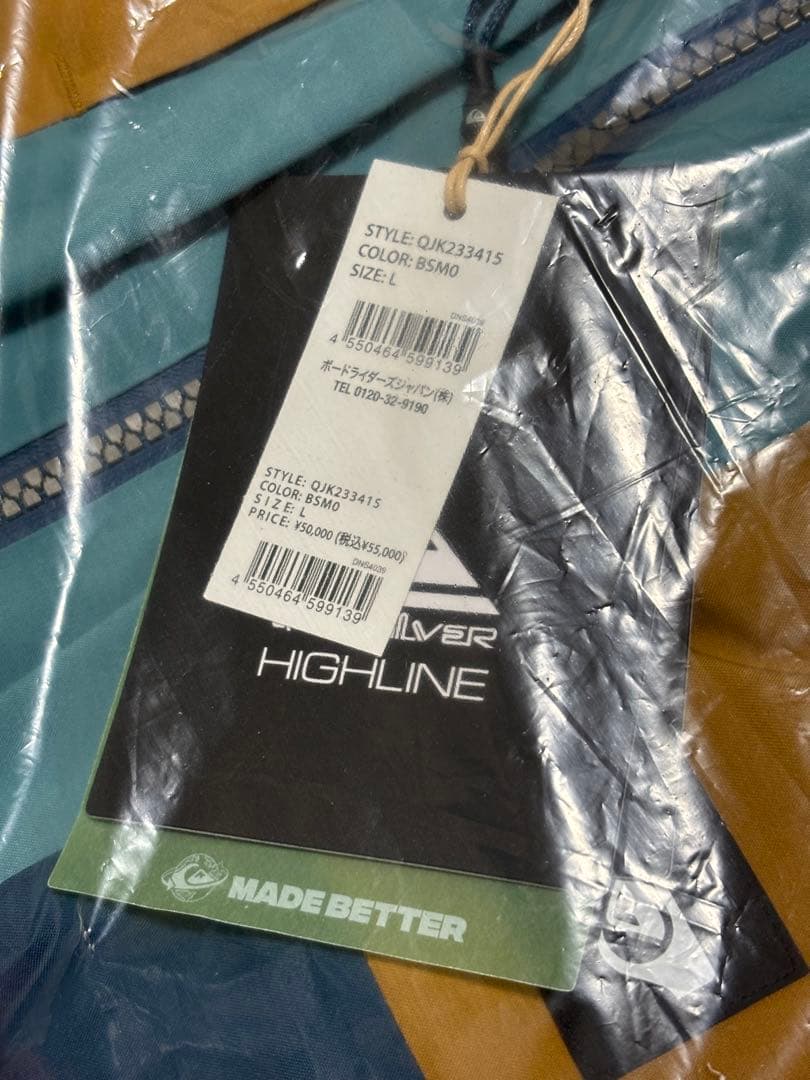 STYLE: QJK233415
COLOR: BSM0
SIZE: L
DNS4039
4 550464 599139
ボードライダーズジャパン(株)
TEL 0120-32-9190
STYLE: QJK233415
COLOR: BSM0
SIZE: L
PRICE: ¥50,000 (税込¥55,000)
DNS4039
4 550464 599139
HIGHLINE
MADE BETTER